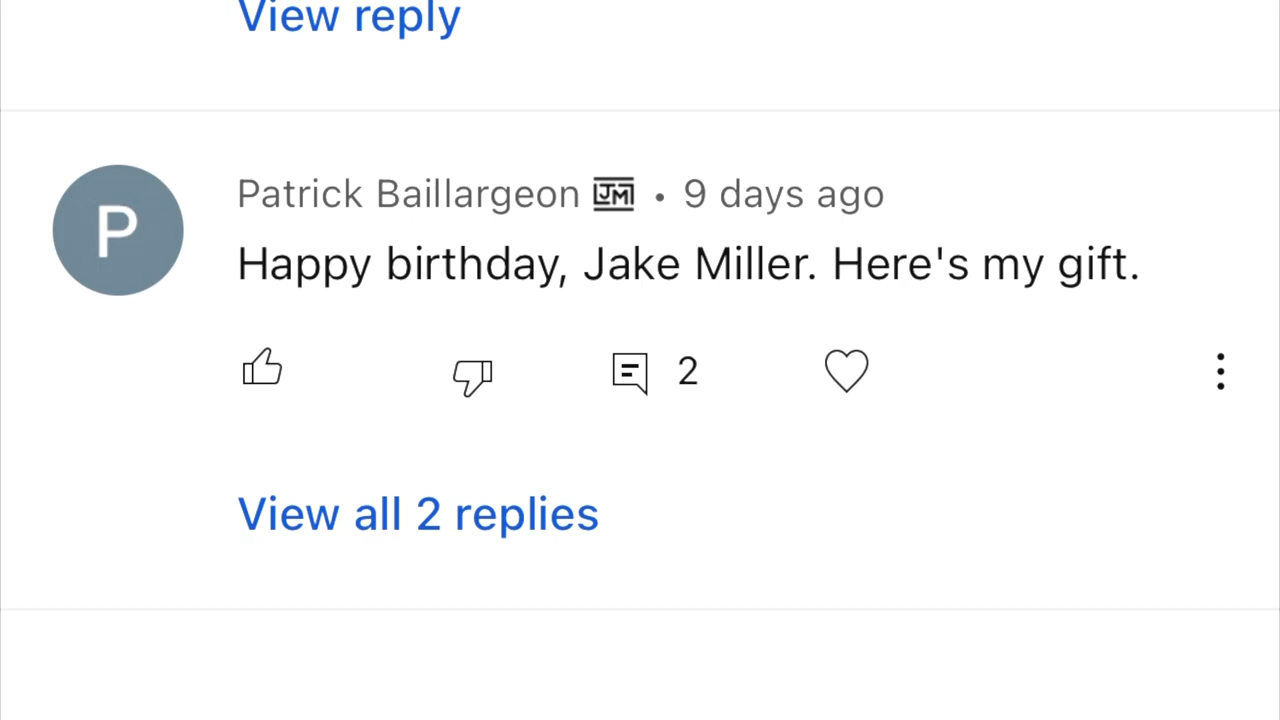 View reply
P
Patrick Baillargeon JM • 9 days ago
Happy birthday, Jake Miller. Here's my gift.
2
View all 2 replies